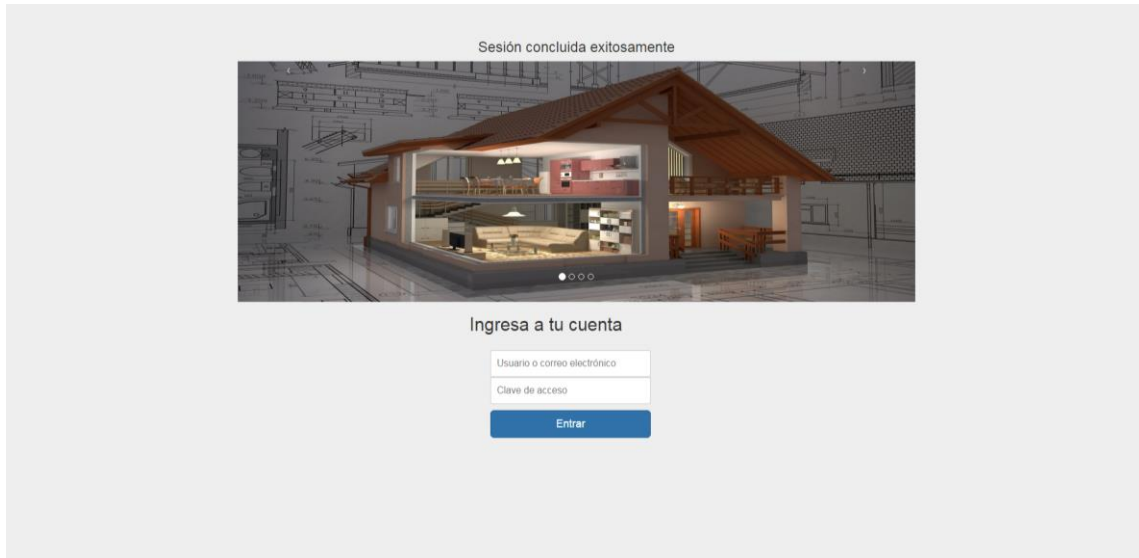 Sesión concluida exitosamente
Ingresa a tu cuenta
Usuario o correo electrónico
Clave de acceso
Entrar